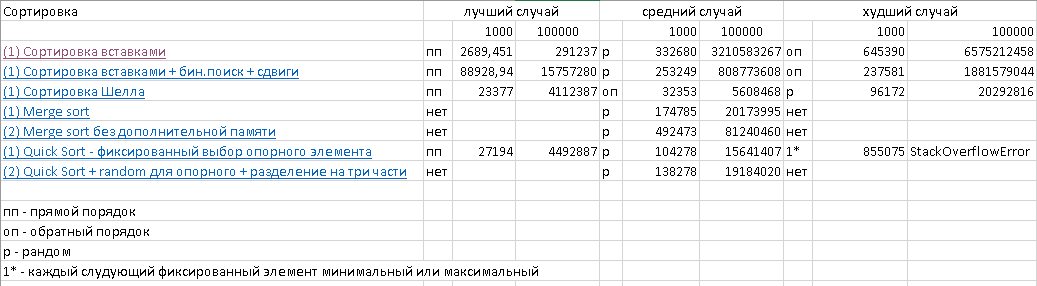 Сортировка лучший случай средний случай худший случай
1000 100000 1000 100000 1000 100000
(1) Сортировка вставками пп 2689,451 291237 р 332680 3210583267 оп 645390 6575212458
(1) Сортировка вставками + бин.поиск + сдвиги пп 88928,94 15757280 р 253249 808773608 оп 237581 1881579044
(1) Сортировка Шелла пп 23377 4112387 оп 32353 5608468 р 96172 20292816
(1) Merge sort нет р 174785 20173995 нет
(2) Merge sort без дополнительной памяти нет р 492473 81240460 нет
(1) Quick Sort - фиксированный выбор опорного элемента пп 27194 4492887 р 104278 15641407 1* 855075 StackOverflowError
(2) Quick Sort + random для опорного + разделение на три части нет р 138278 19184020 нет
пп - прямой порядок
оп - обратный порядок
р - рандом
1* - каждый слудующий фиксированный элемент минимальный или максимальный